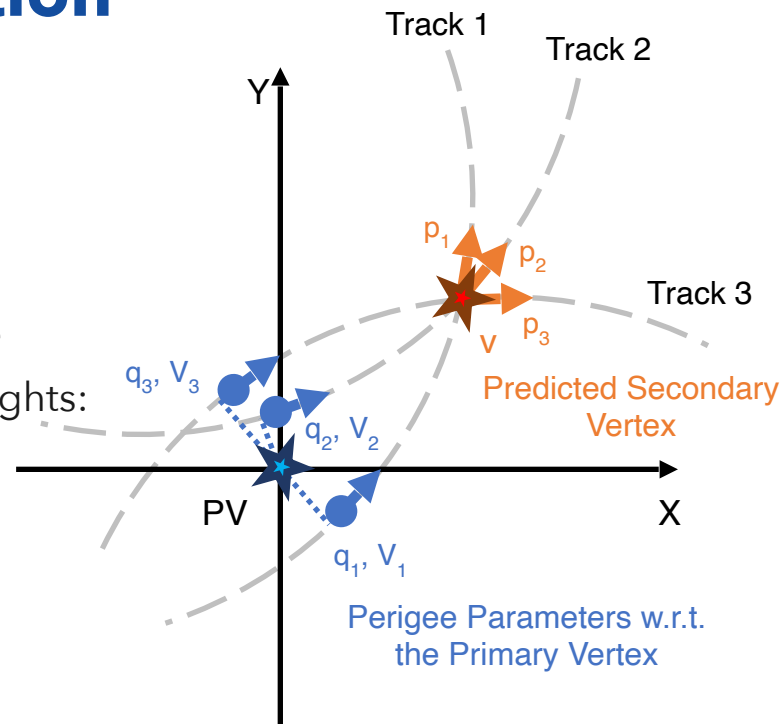 Track 1
Track 2
Y
p1
p2
Track 3
p3
v
q3, V3
ghts:
Predicted Secondary
Vertex
q2, V2
PV
X
q1, V1
Perigee Parameters w.r.t.
the Primary Vertex